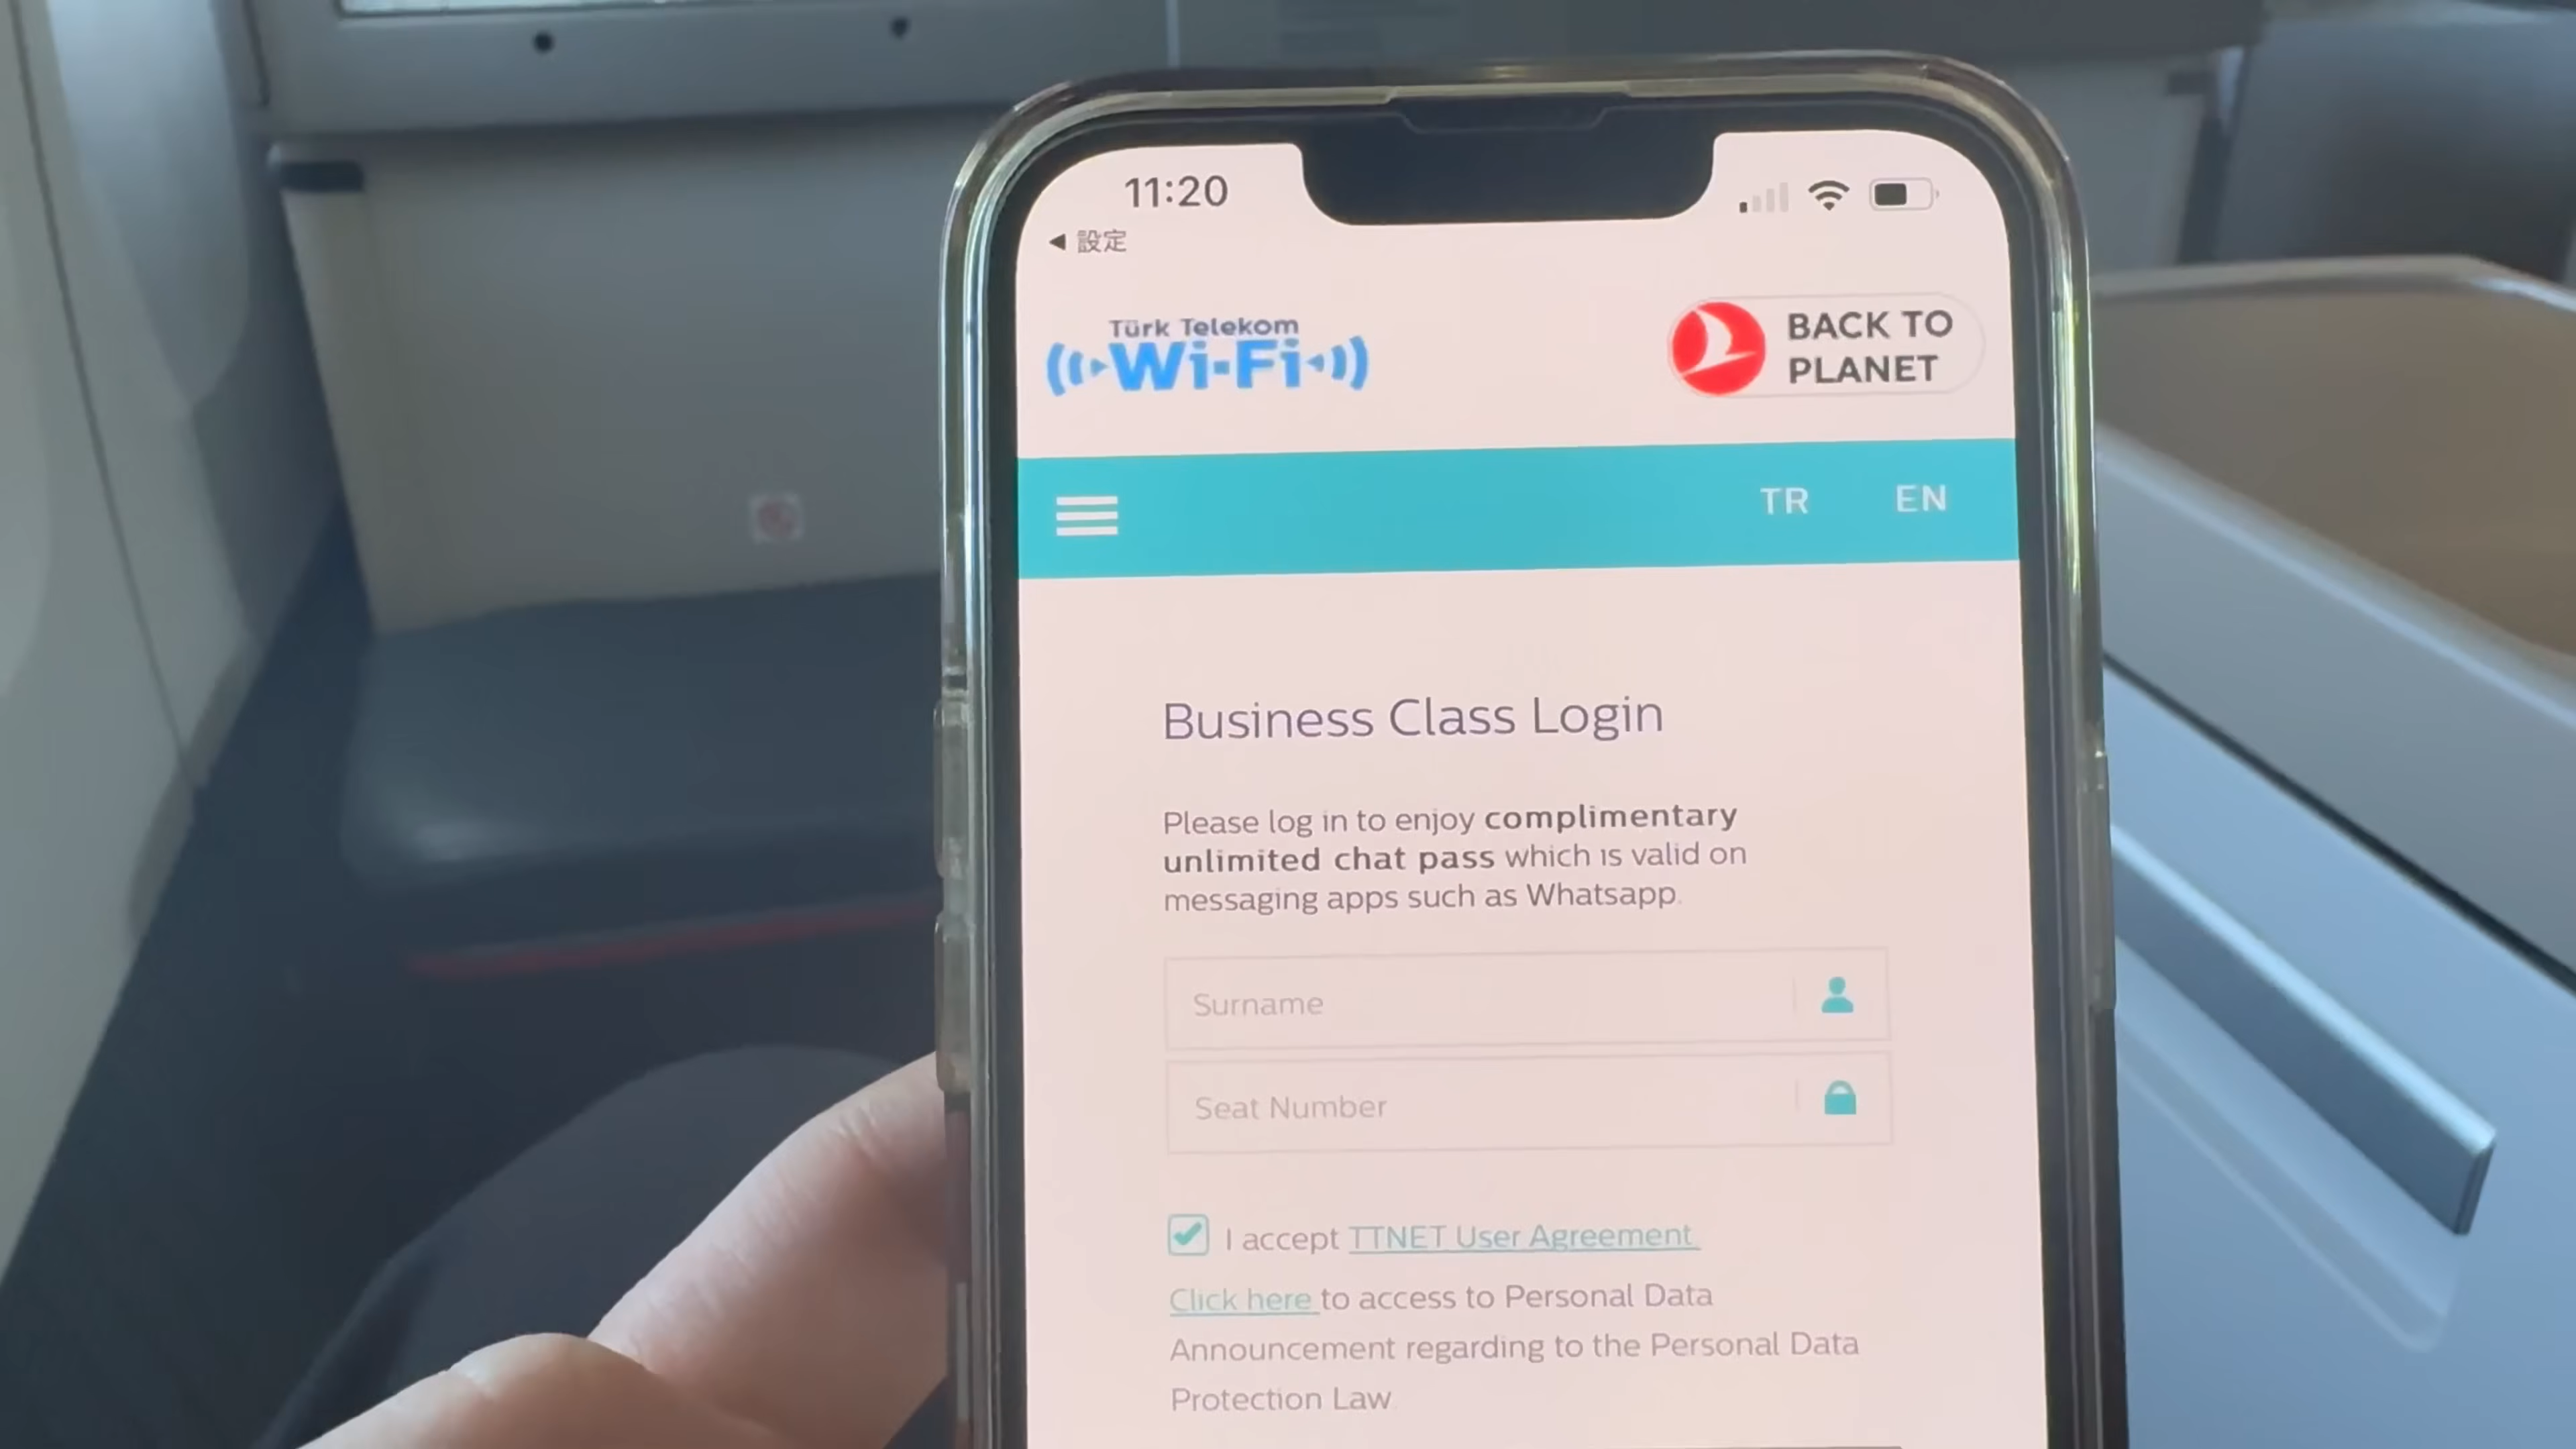 11:20
◀ 設定
Türk Telekom
Wi-Fi
BACK TO
PLANET
TR EN
Business Class Login
Please log in to enjoy complimentary
unlimited chat pass which is valid on
messaging apps such as Whatsapp.
Surname
Seat Number
I accept TTNET User Agreement
Click here to access to Personal Data
Announcement regarding to the Personal Data
Protection Law